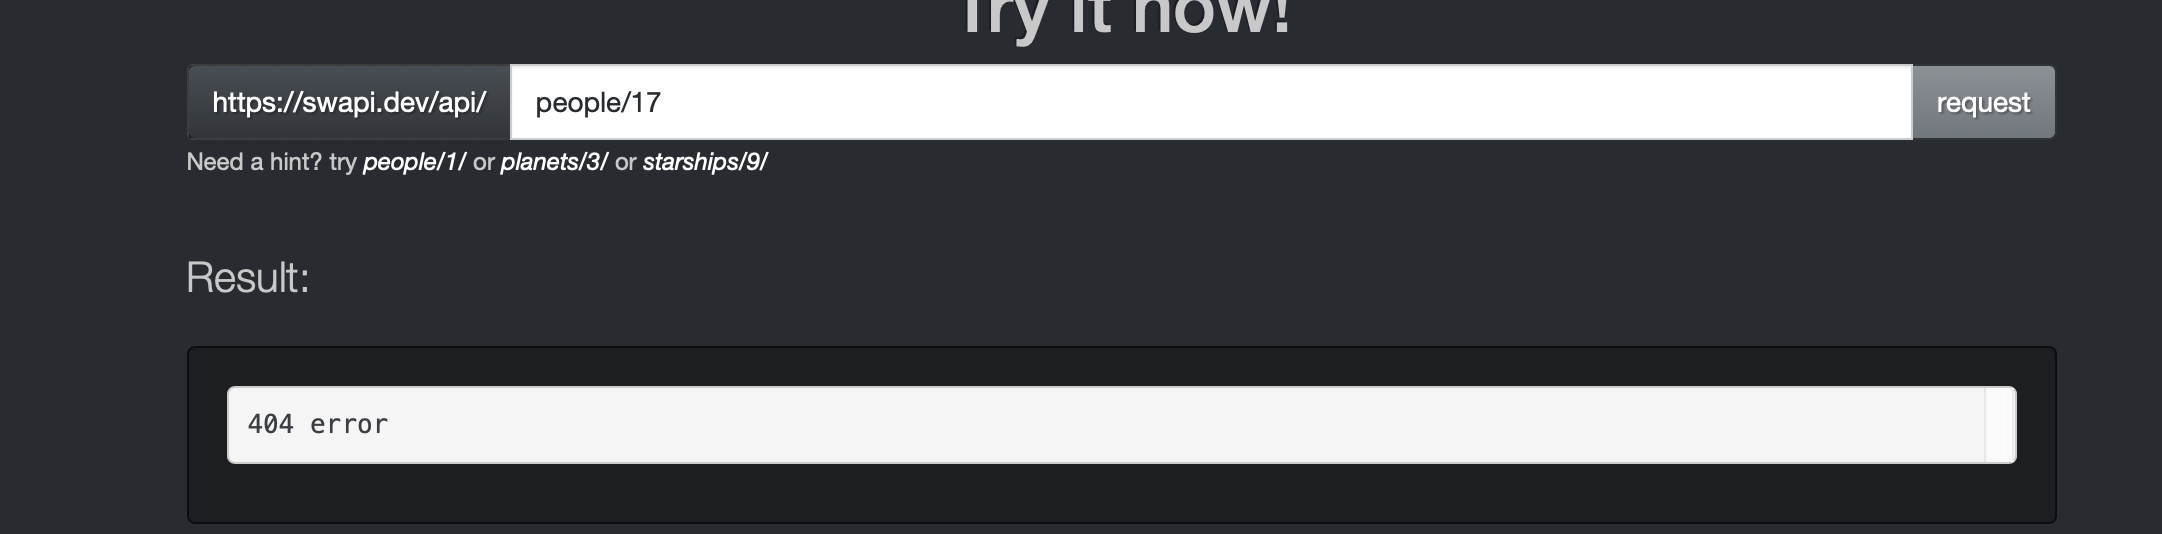 Try it now!
https://swapi.dev/api/ people/17 request
Need a hint? try people/1/ or planets/3/ or starships/9/
Result:
404 error